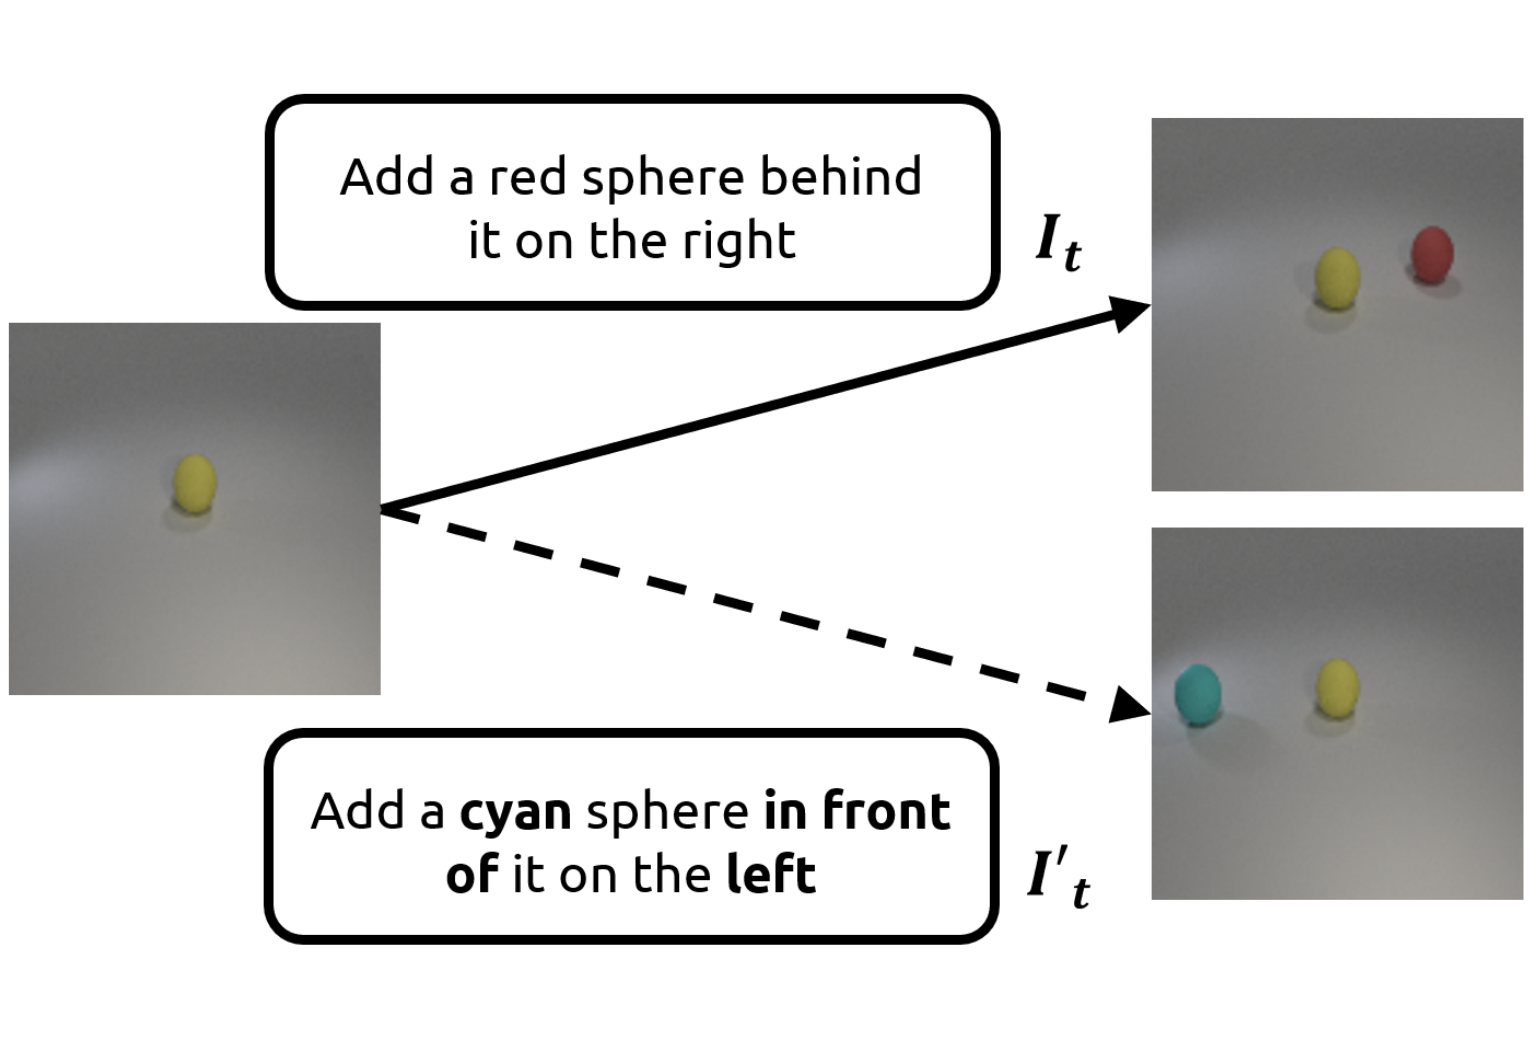 Add a red sphere behind
it on the right
I_t
Add a cyan sphere in front
of it on the left
I'_t